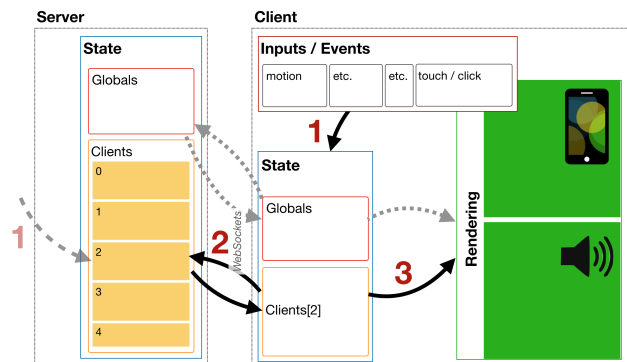 Server
Client
State
Globals
Clients
0
1
2
3
4
1
Inputs / Events
motion
etc.
etc.
touch / click
1
State
Globals
Clients[2]
2
WebSockets
3
Rendering